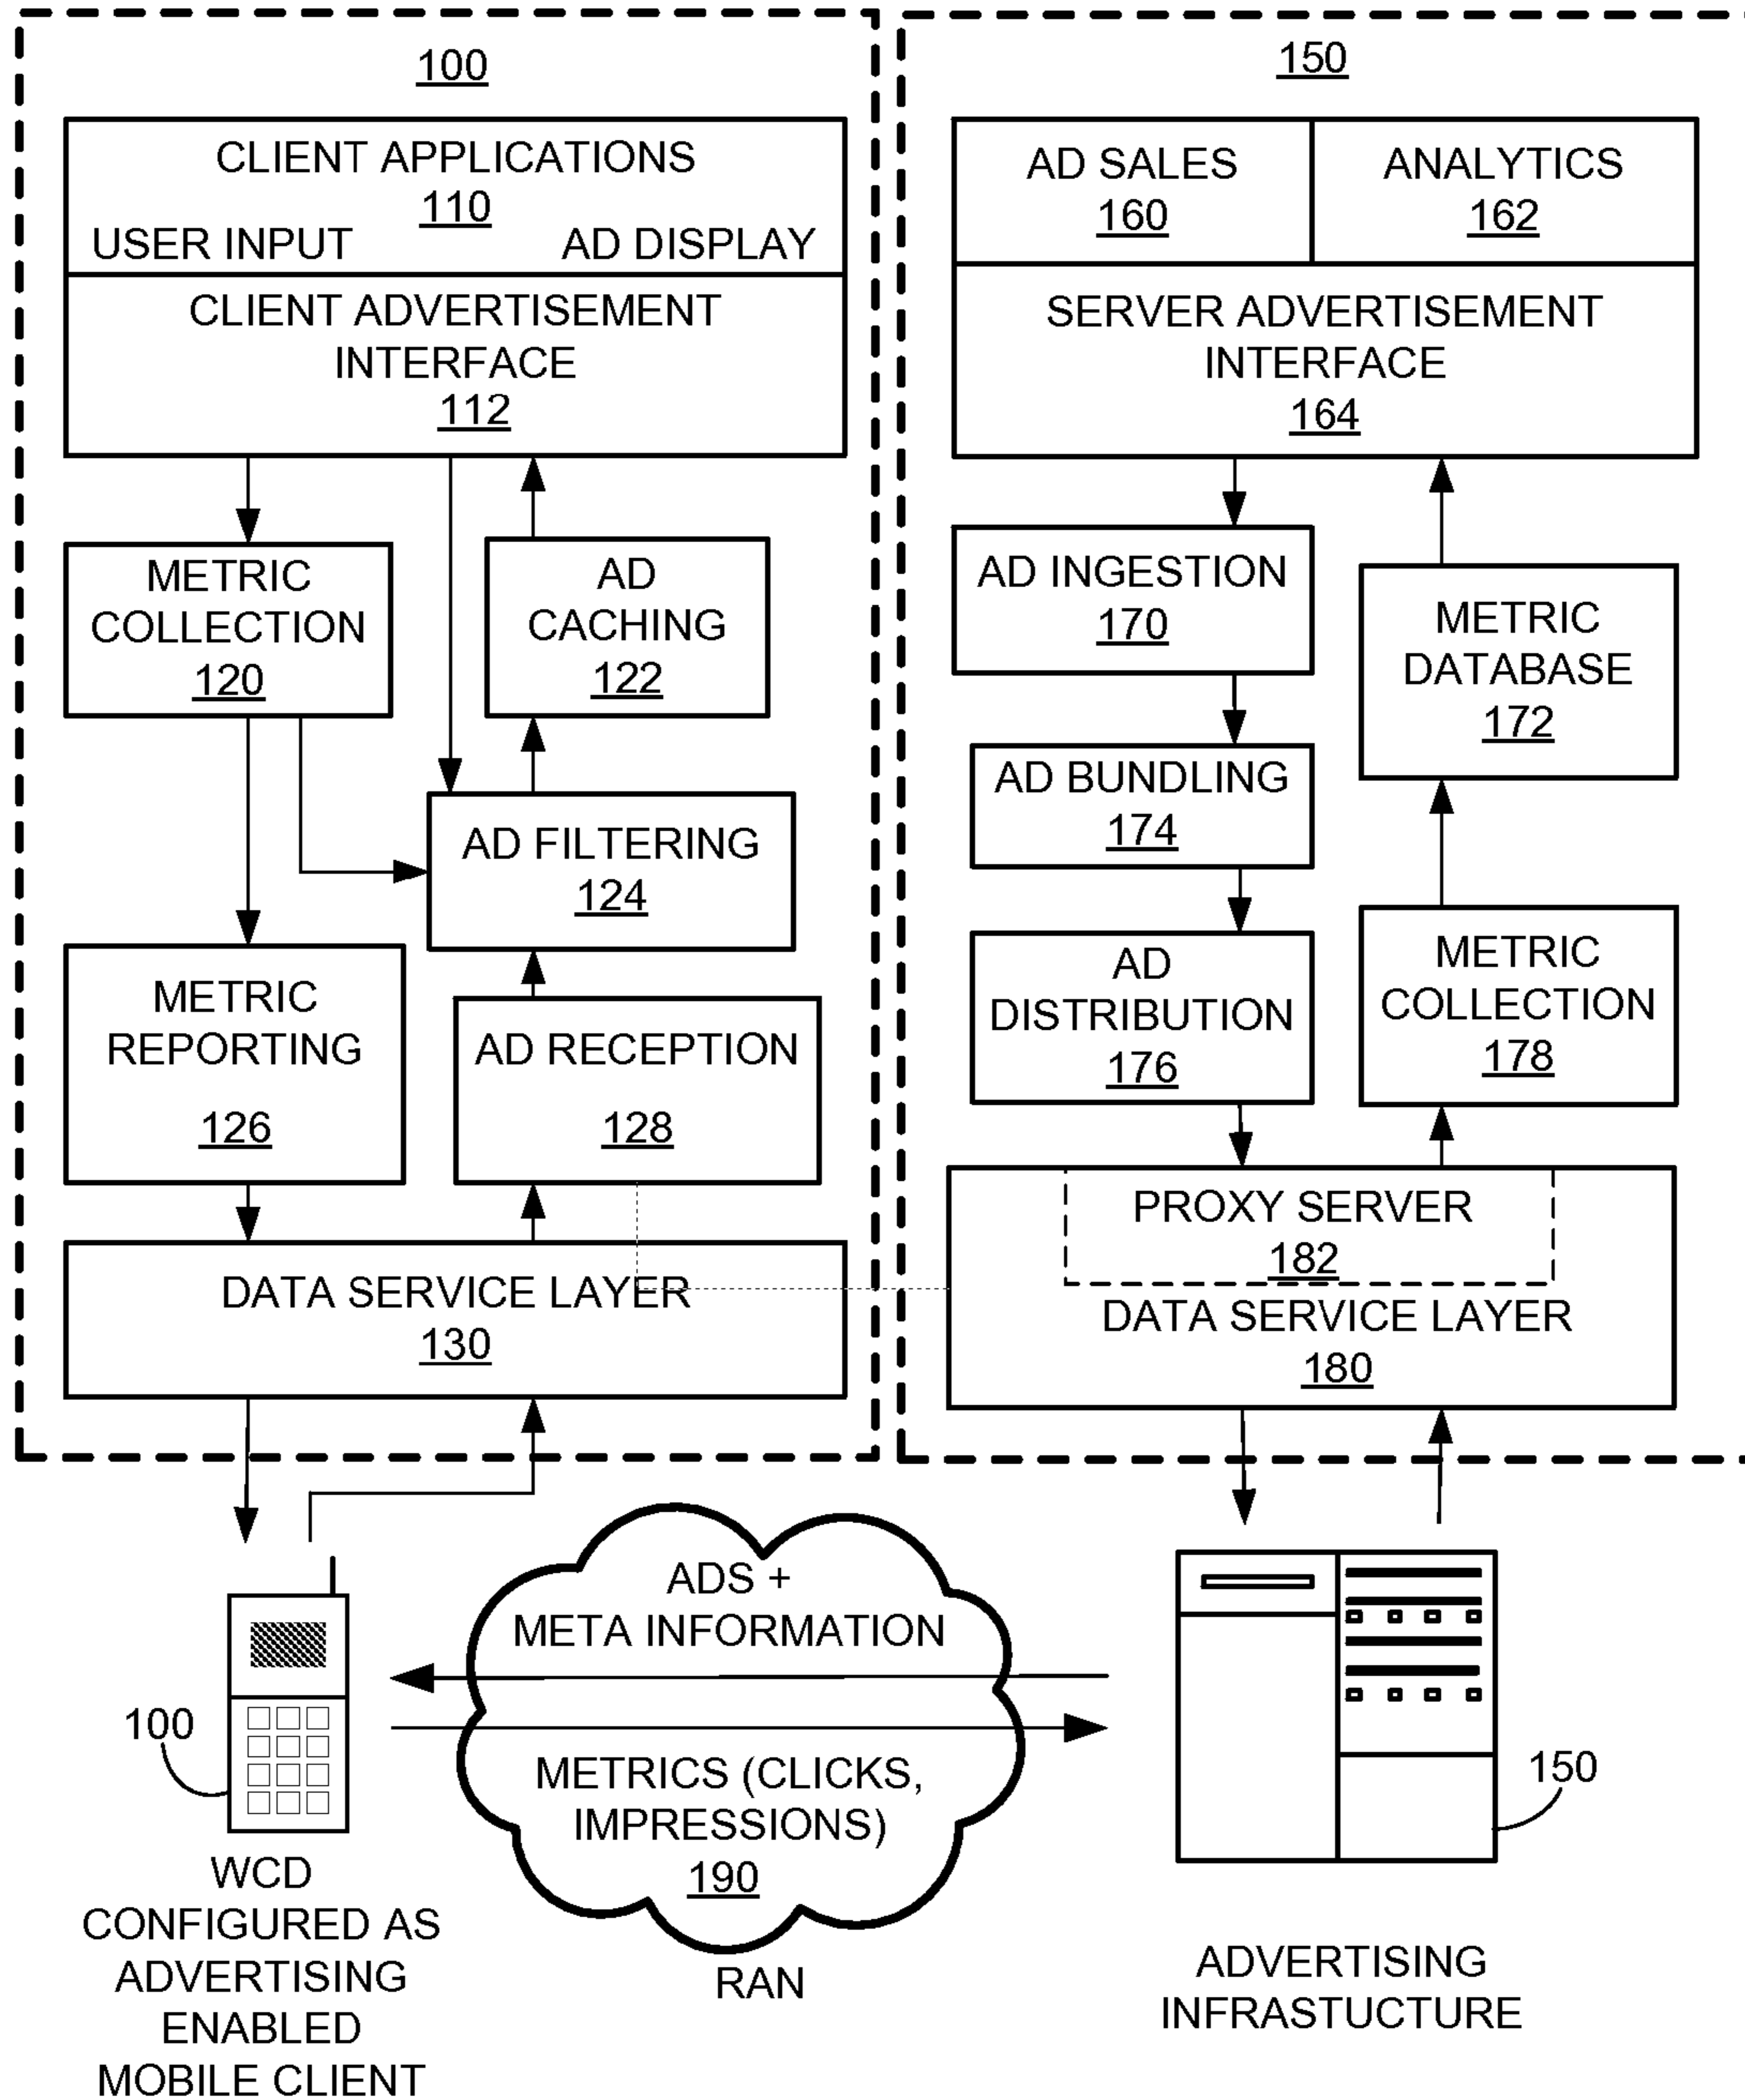 100
CLIENT APPLICATIONS
110
USER INPUT
AD DISPLAY
CLIENT ADVERTISEMENT
INTERFACE
112
METRIC
COLLECTION
120
AD
CACHING
122
AD FILTERING
124
METRIC
REPORTING
126
AD RECEPTION
128
DATA SERVICE LAYER
130
150
AD SALES
160
ANALYTICS
162
SERVER ADVERTISEMENT
INTERFACE
164
AD INGESTION
170
METRIC
DATABASE
172
AD BUNDLING
174
AD
DISTRIBUTION
176
METRIC
COLLECTION
178
PROXY SERVER
182
DATA SERVICE LAYER
180
100
WCD
CONFIGURED AS
ADVERTISING
ENABLED
MOBILE CLIENT
ADS +
META INFORMATION
METRICS (CLICKS,
IMPRESSIONS)
190
RAN
150
ADVERTISING
INFRASTUCTURE